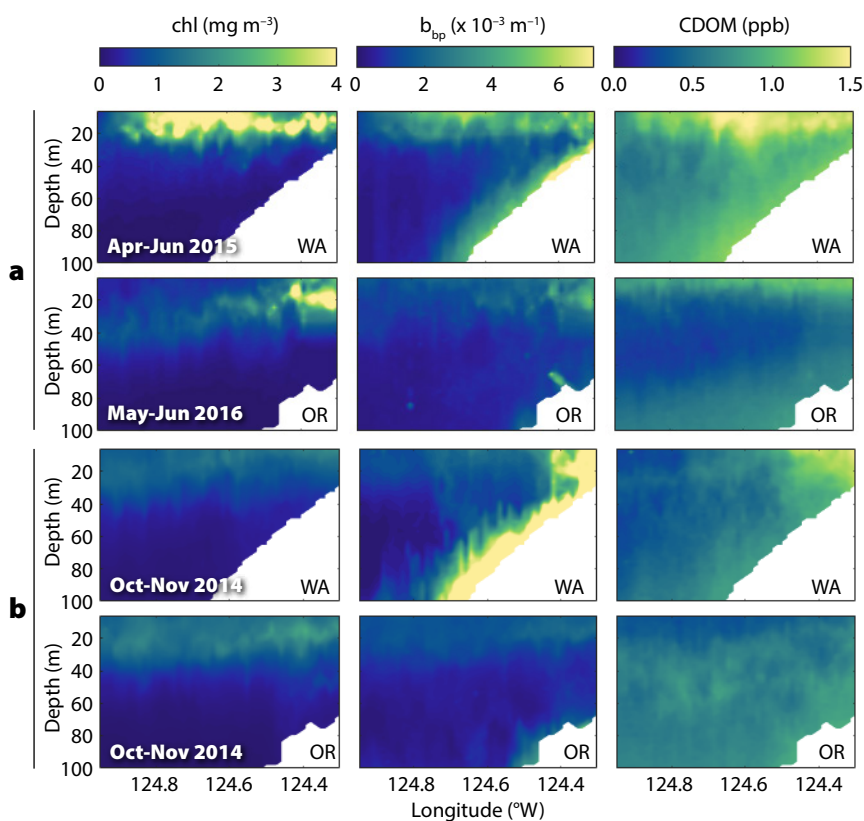 chl (mg m⁻³) b_bp (x 10⁻³ m⁻¹) CDOM (ppb)
0 1 2 3 4 0 2 4 6 0.0 0.5 1.0 1.5
a
Depth (m)
20
40
60
80
100
Apr-Jun 2015 WA WA WA
Depth (m)
20
40
60
80
100
May-Jun 2016 OR OR OR
b
Depth (m)
20
40
60
80
100
Oct-Nov 2014 WA WA WA
Depth (m)
20
40
60
80
100
Oct-Nov 2014 OR OR OR
124.8 124.6 124.4 124.8 124.6 124.4 124.8 124.6 124.4
Longitude (°W)